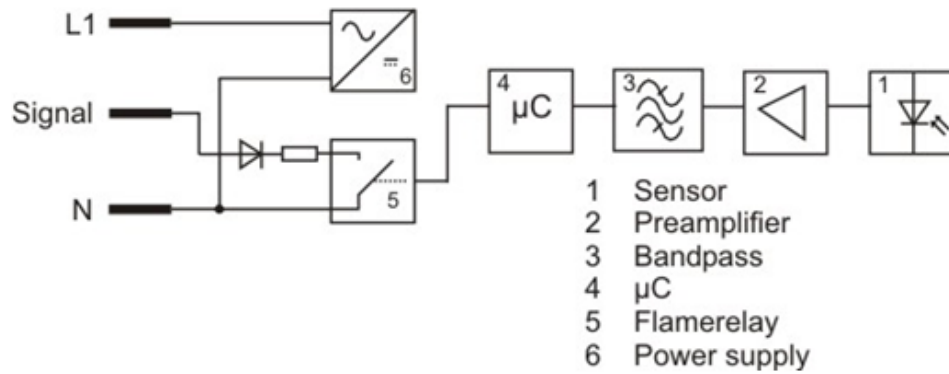 L1
6
4
µC
3
2
1
Signal
5
N
1 Sensor
2 Preamplifier
3 Bandpass
4 µC
5 Flamerelay
6 Power supply